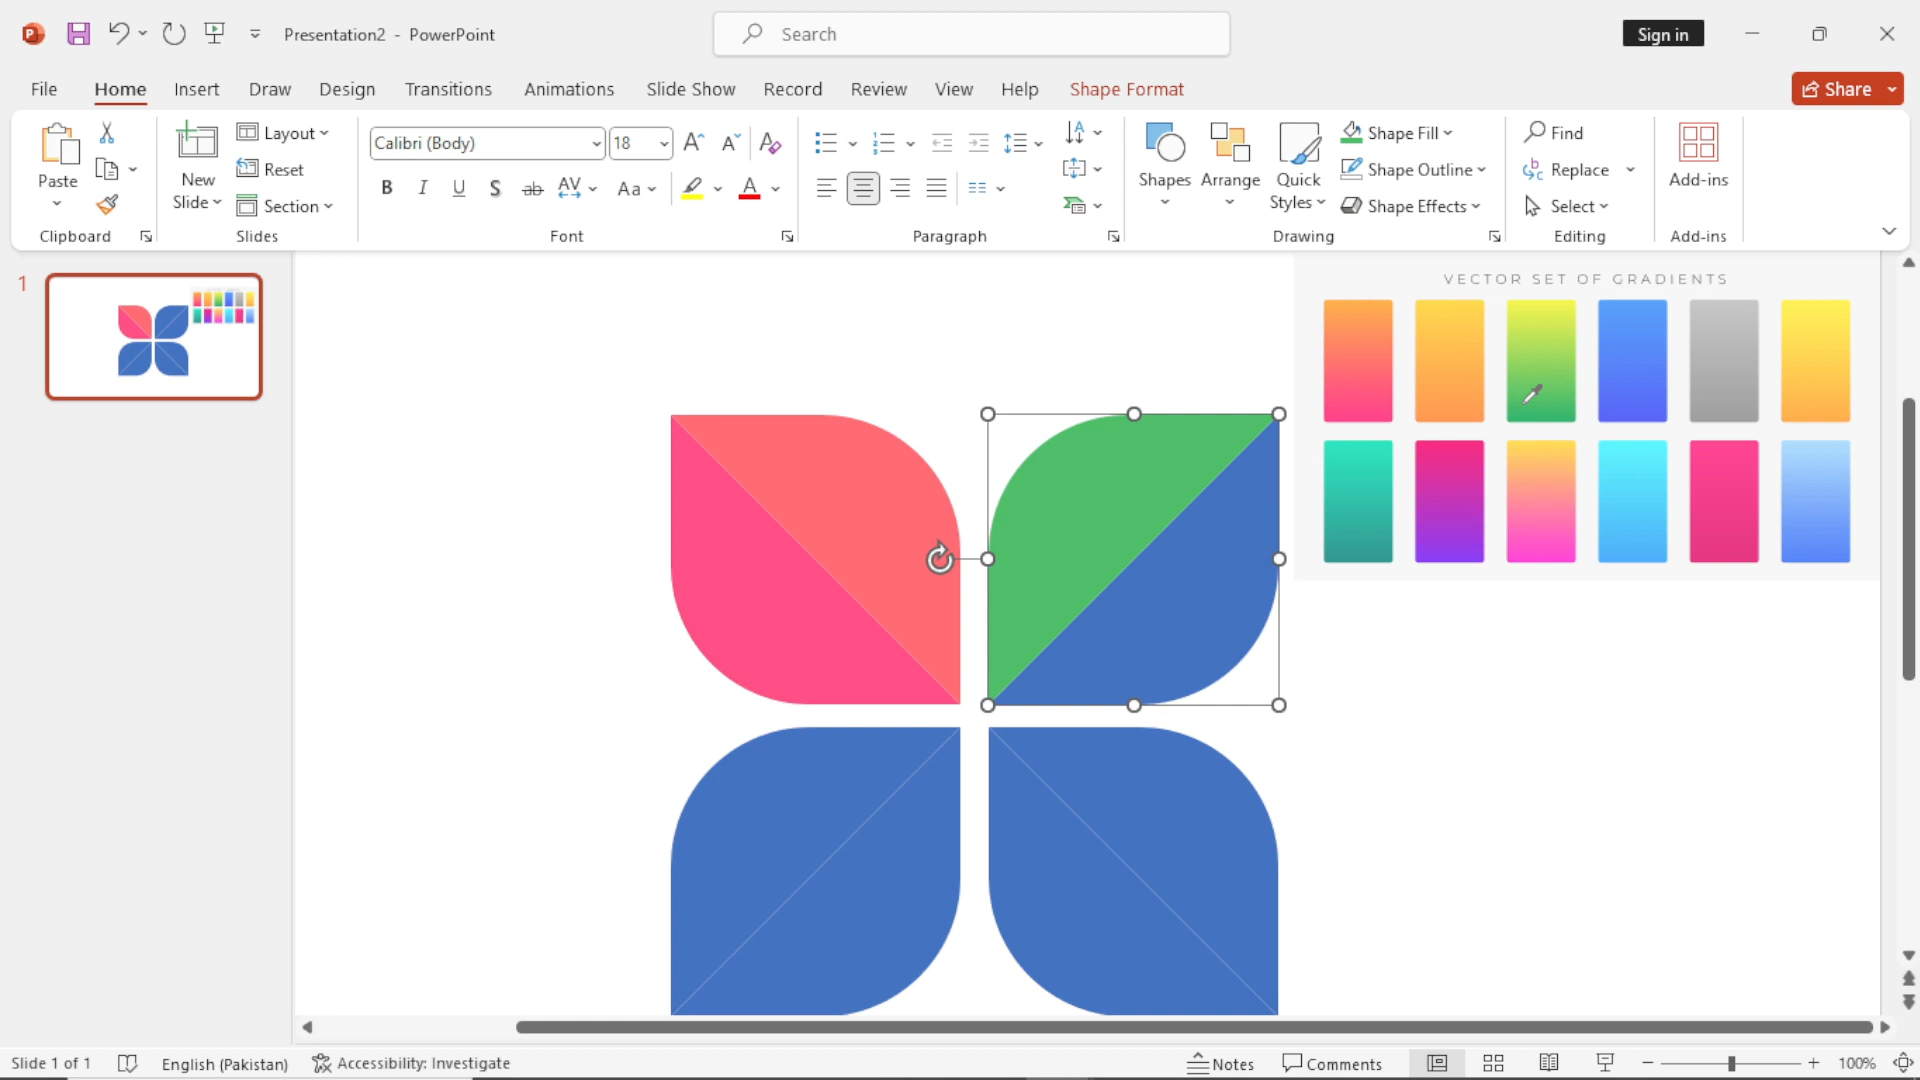 Presentation2 - PowerPoint
Search
Sign in
File Home Insert Draw Design Transitions Animations Slide Show Record Review View Help Shape Format
Share
Paste
Clipboard
New Slide
Layout
Reset
Section
Slides
Calibri (Body) 18
B I U S ab AV Aa A
Font
Paragraph
Shapes
Arrange
Quick Styles
Shape Fill
Shape Outline
Shape Effects
Drawing
Find
Replace
Select
Editing
Add-ins
Add-ins
1
VECTOR SET OF GRADIENTS
Slide 1 of 1 English (Pakistan) Accessibility: Investigate Notes Comments 100%